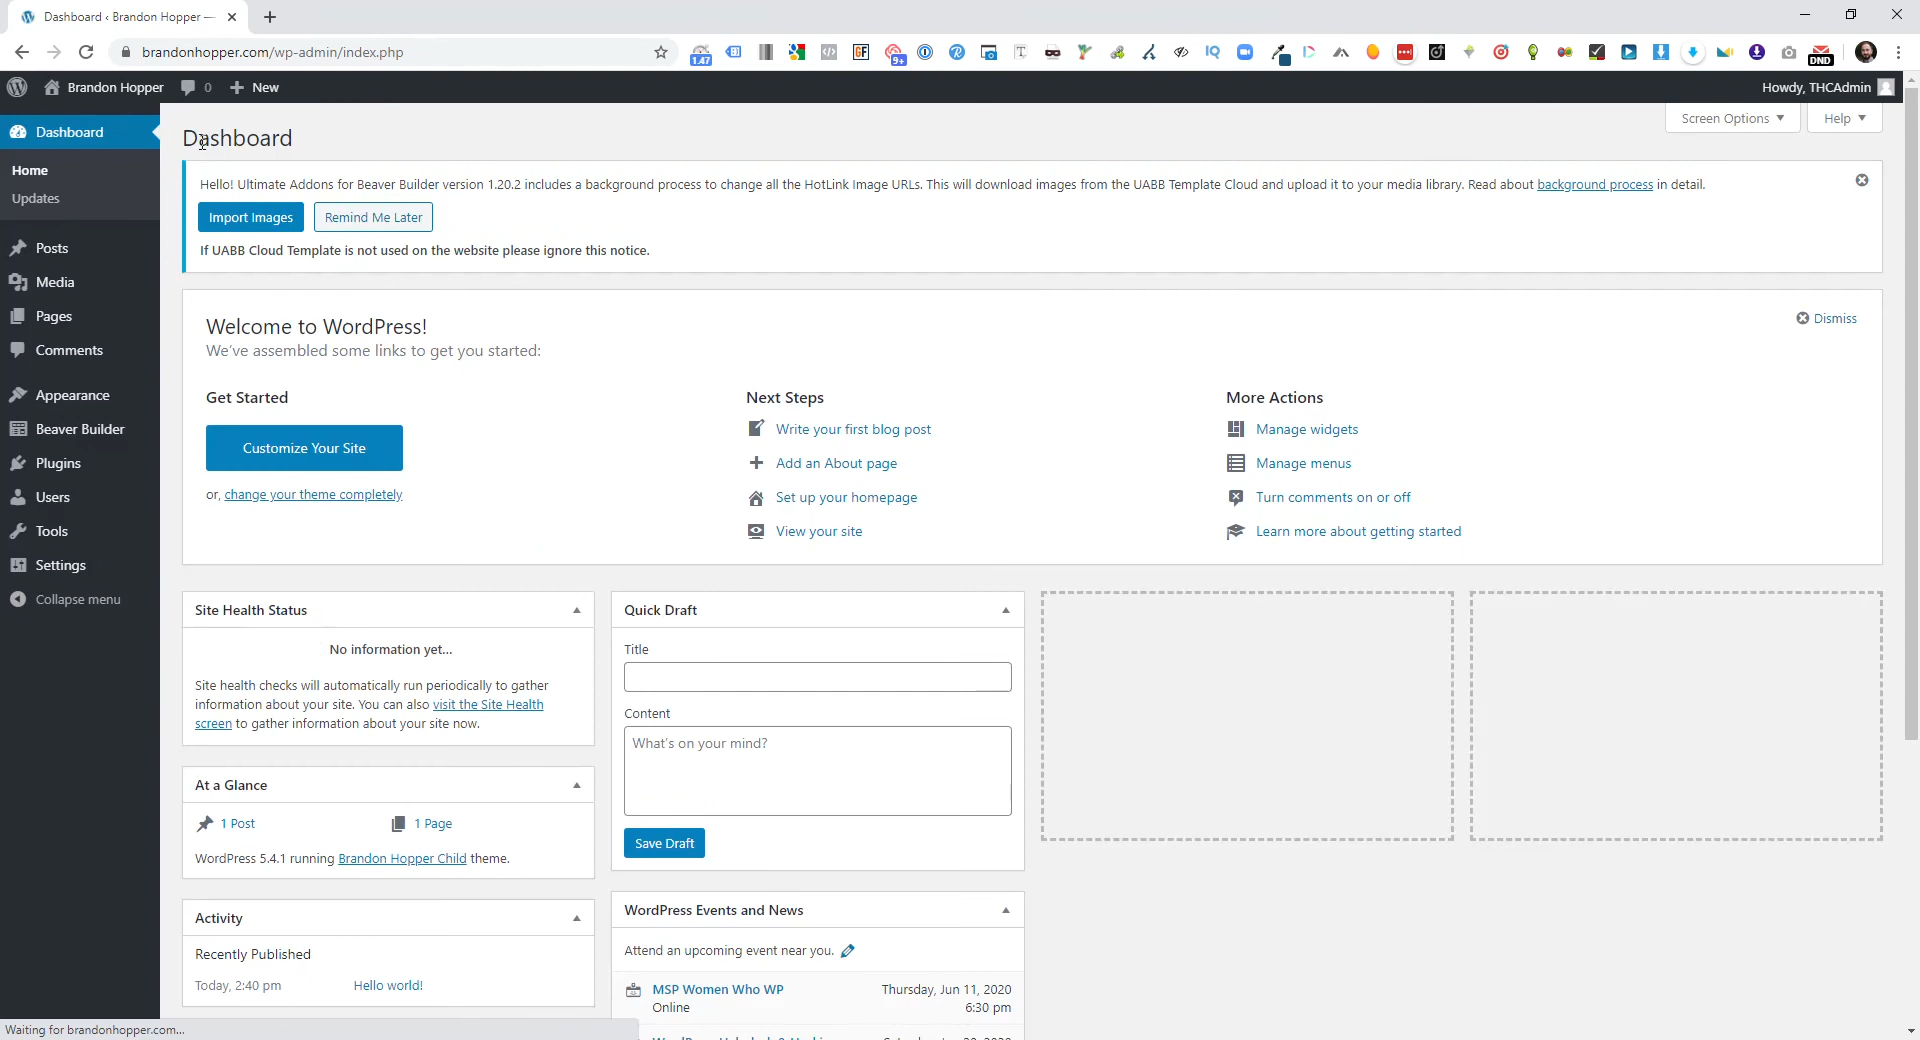 Dashboard ‹ Brandon Hopper —
brandonhopper.com/wp-admin/index.php
1.47
GF
9+
DND
Brandon Hopper
0
New
Howdy, THCAdmin
Dashboard
Home
Updates
Posts
Media
Pages
Comments
Appearance
Beaver Builder
Plugins
Users
Tools
Settings
Collapse menu
Screen Options
Help
Dashboard
Hello! Ultimate Addons for Beaver Builder version 1.20.2 includes a background process to change all the HotLink Image URLs. This will download images from the UABB Template Cloud and upload it to your media library. Read about background process in detail.
Import Images
Remind Me Later
If UABB Cloud Template is not used on the website please ignore this notice.
Welcome to WordPress!
We've assembled some links to get you started:
Dismiss
Get Started
Customize Your Site
or, change your theme completely
Next Steps
Write your first blog post
Add an About page
Set up your homepage
View your site
More Actions
Manage widgets
Manage menus
Turn comments on or off
Learn more about getting started
Site Health Status
No information yet...
Site health checks will automatically run periodically to gather
information about your site. You can also visit the Site Health
screen to gather information about your site now.
At a Glance
1 Post
1 Page
WordPress 5.4.1 running Brandon Hopper Child theme.
Activity
Recently Published
Today, 2:40 pm
Hello world!
Quick Draft
Title
Content
What's on your mind?
Save Draft
WordPress Events and News
Attend an upcoming event near you.
MSP Women Who WP
Online
Thursday, Jun 11, 2020
6:30 pm
Waiting for brandonhopper.com...